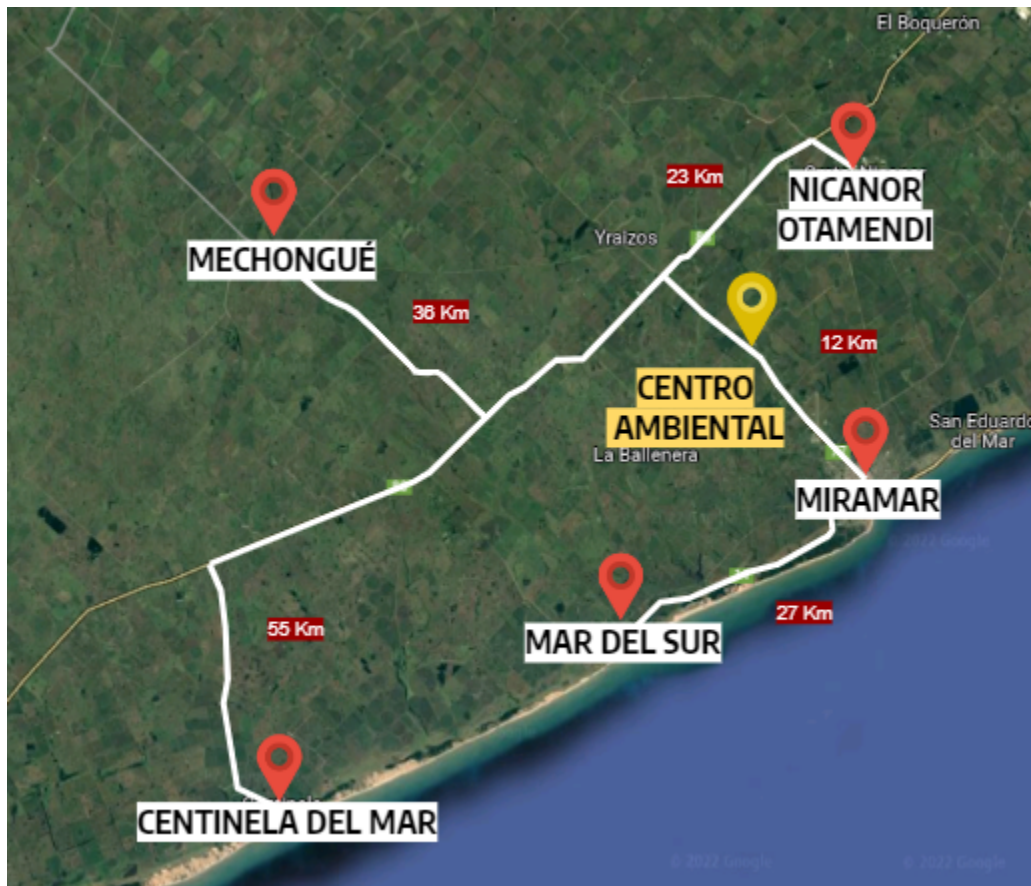 El Boquerón
NICANOR
OTAMENDI
23 Km
Yraizos
MECHONGUÉ
36 Km
12 Km
CENTRO
AMBIENTAL
San Eduardo
del Mar
La Ballenera
MIRAMAR
© 2022 Google
MAR DEL SUR
27 Km
55 Km
CENTINELA DEL MAR
© 2022 Google
© 2022 Google